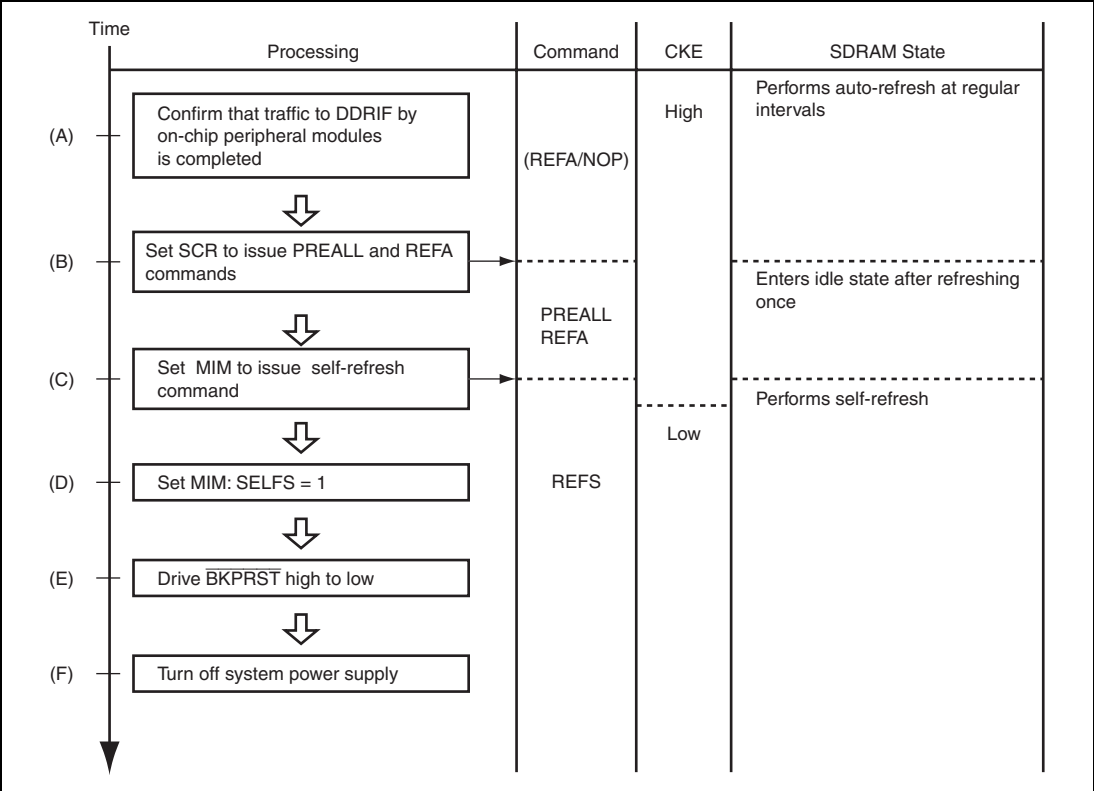 Time
Processing
Command
CKE
SDRAM State
(A)
Confirm that traffic to DDRIF by
on-chip peripheral modules
is completed
(REFA/NOP)
High
Performs auto-refresh at regular
intervals
(B)
Set SCR to issue PREALL and REFA
commands
PREALL
REFA
Enters idle state after refreshing
once
(C)
Set MIM to issue self-refresh
command
Performs self-refresh
Low
(D)
Set MIM: SELFS = 1
REFS
(E)
Drive BKPRST high to low
(F)
Turn off system power supply